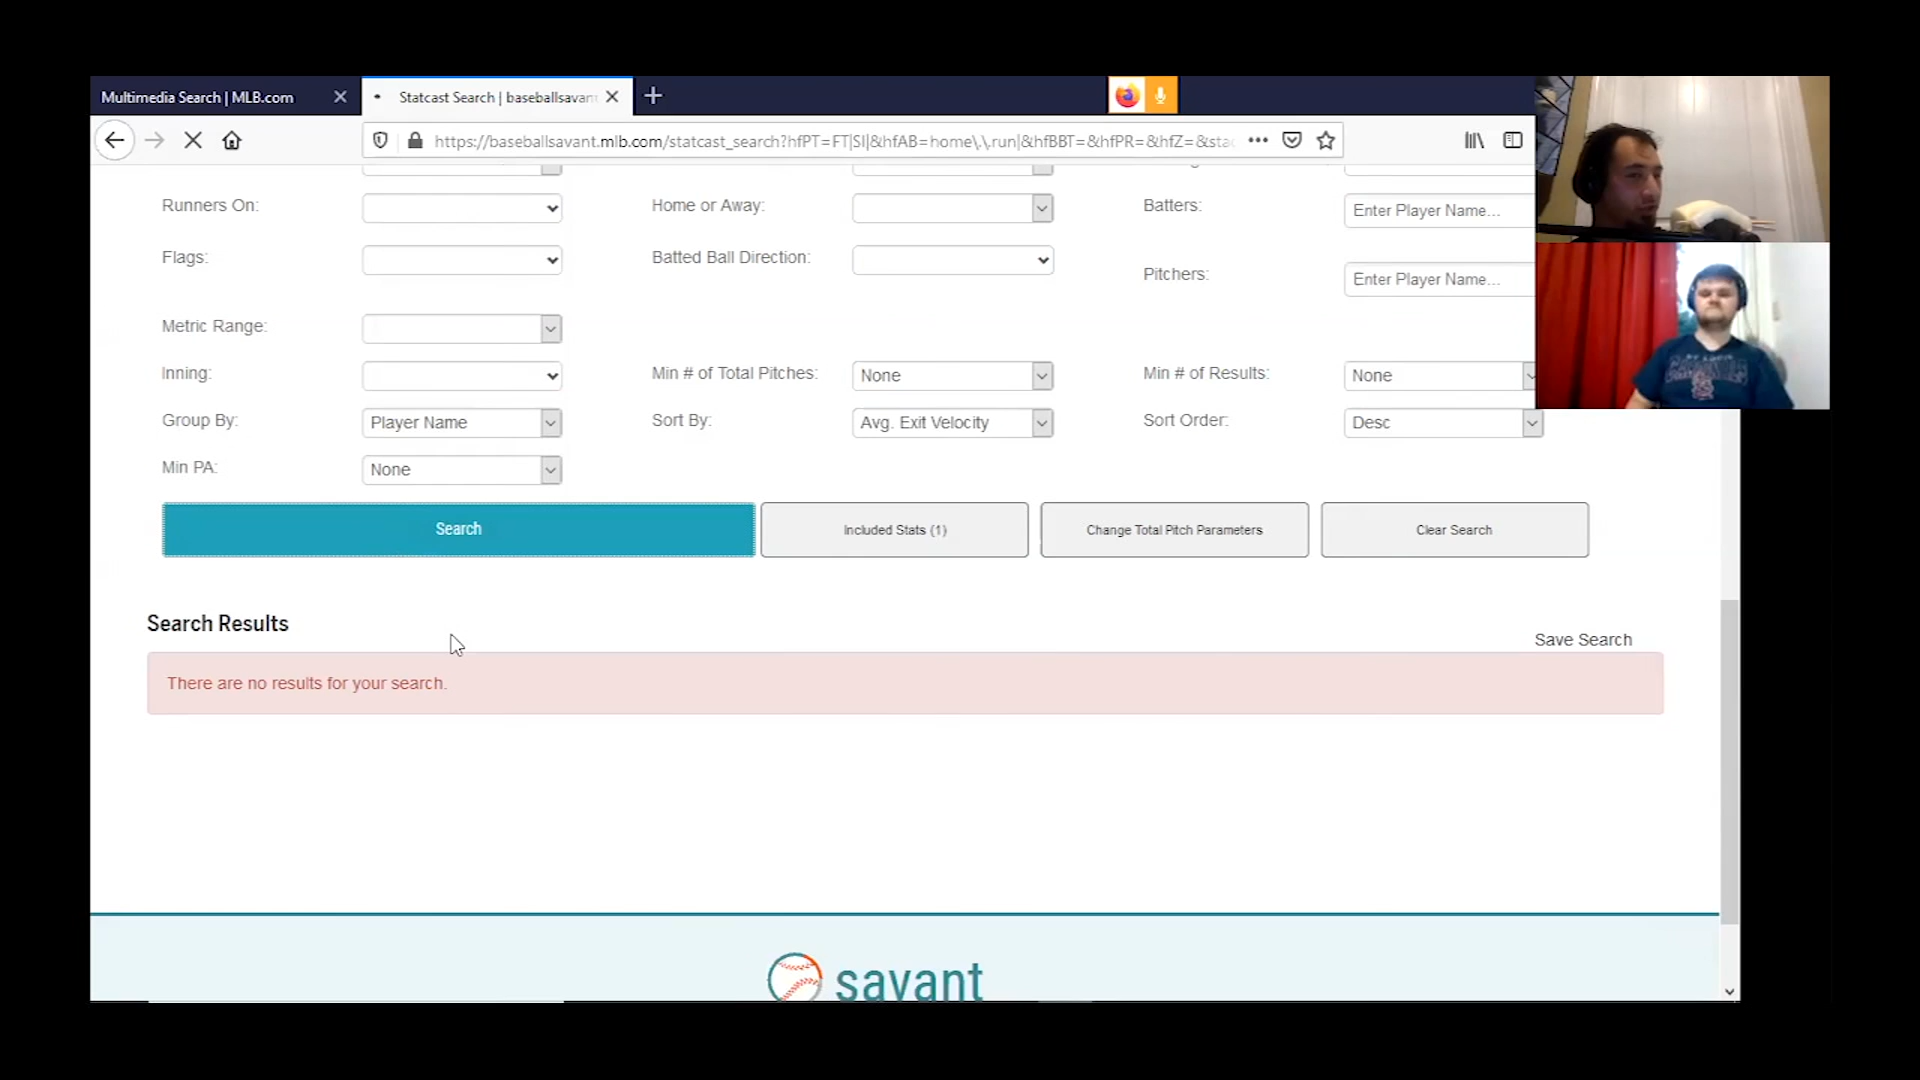 Multimedia Search | MLB.com
Statcast Search | baseballsavan
https://baseballsavant.mlb.com/statcast_search?hfPT=FT|SI|&hfAB=home\.\.run|&hfBBT=&hfPR=&hfZ=&stac
Runners On:
Home or Away:
Batters:
Enter Player Name...
Flags:
Batted Ball Direction:
Pitchers:
Enter Player Name...
Metric Range:
Inning:
Min # of Total Pitches:
None
Min # of Results:
None
Group By:
Player Name
Sort By:
Avg. Exit Velocity
Sort Order:
Desc
Min PA:
None
Search
Included Stats (1)
Change Total Pitch Parameters
Clear Search
Search Results
Save Search
There are no results for your search.
savant